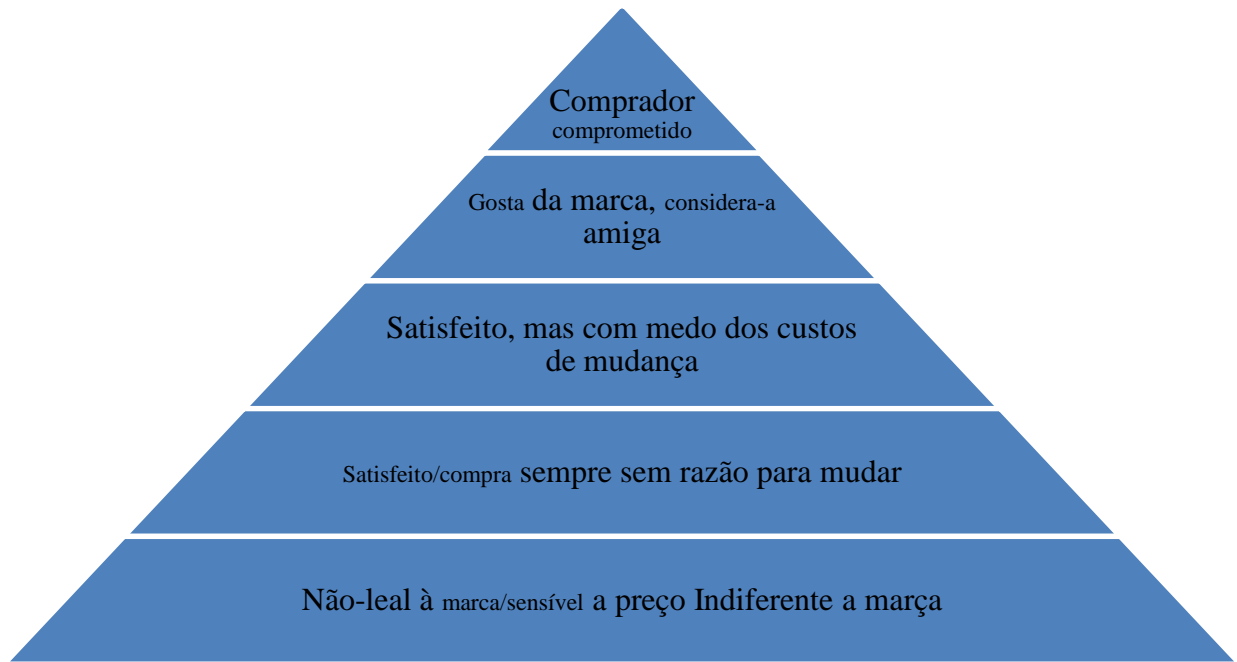 Comprador
comprometido
Gosta da marca, considera-a
amiga
Satisfeito, mas com medo dos custos
de mudança
Satisfeito/compra sempre sem razão para mudar
Não-leal à marca/sensível a preço Indiferente a março